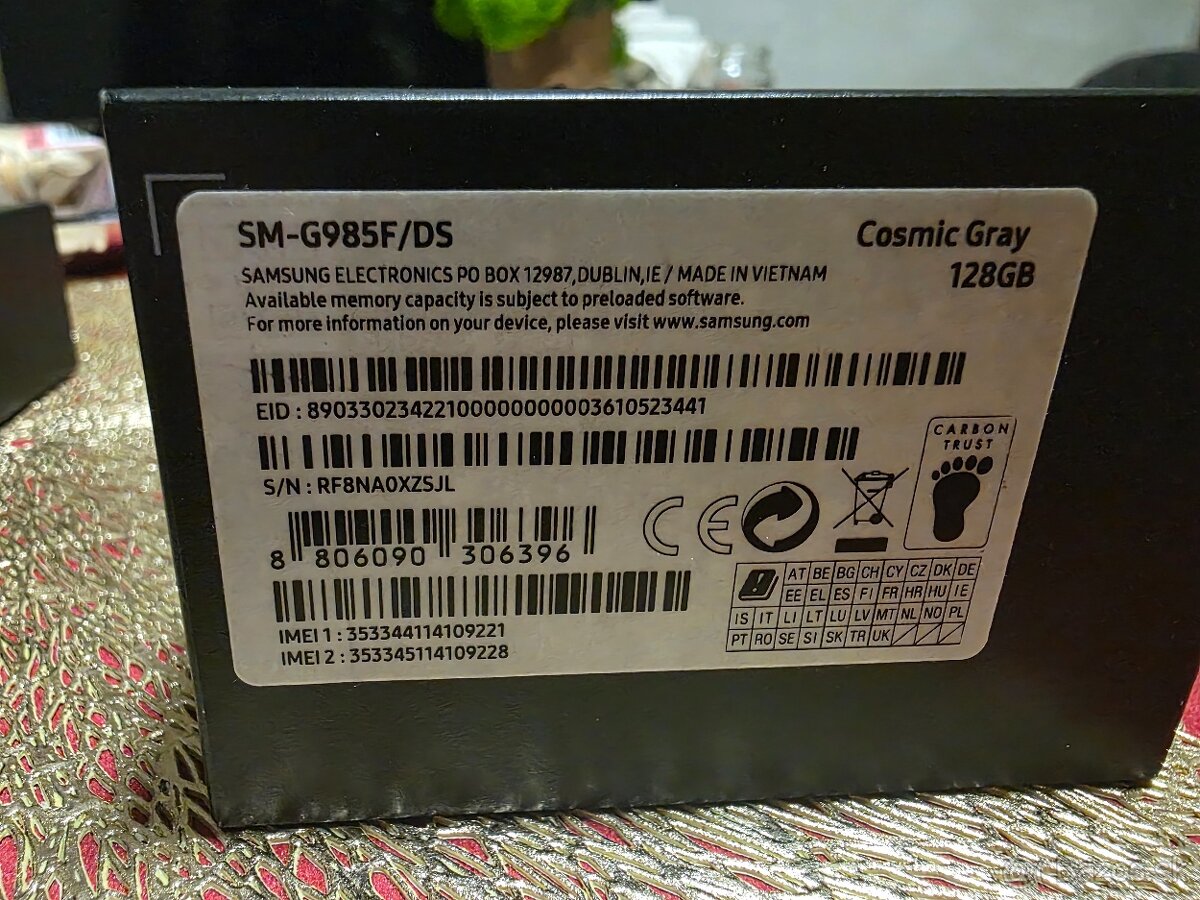 SM-G985F/DS
Cosmic Gray
128GB
SAMSUNG ELECTRONICS PO BOX 12987,DUBLIN,IE / MADE IN VIETNAM
Available memory capacity is subject to preloaded software.
For more information on your device, please visit www.samsung.com
EID : 89033023422100000000003610523441
S/N : RF8NA0XZSJL
CARBON
TRUST
CE
8 806090 306396
IMEI 1 : 353344114109221
IMEI 2 : 353345114109228
AT BE BG CH CY CZ DK DE
EE EL ES FI FR HR HU IE
IS IT LI LT LU LV MT NL NO PL
PT RO SE SI SK TR UK